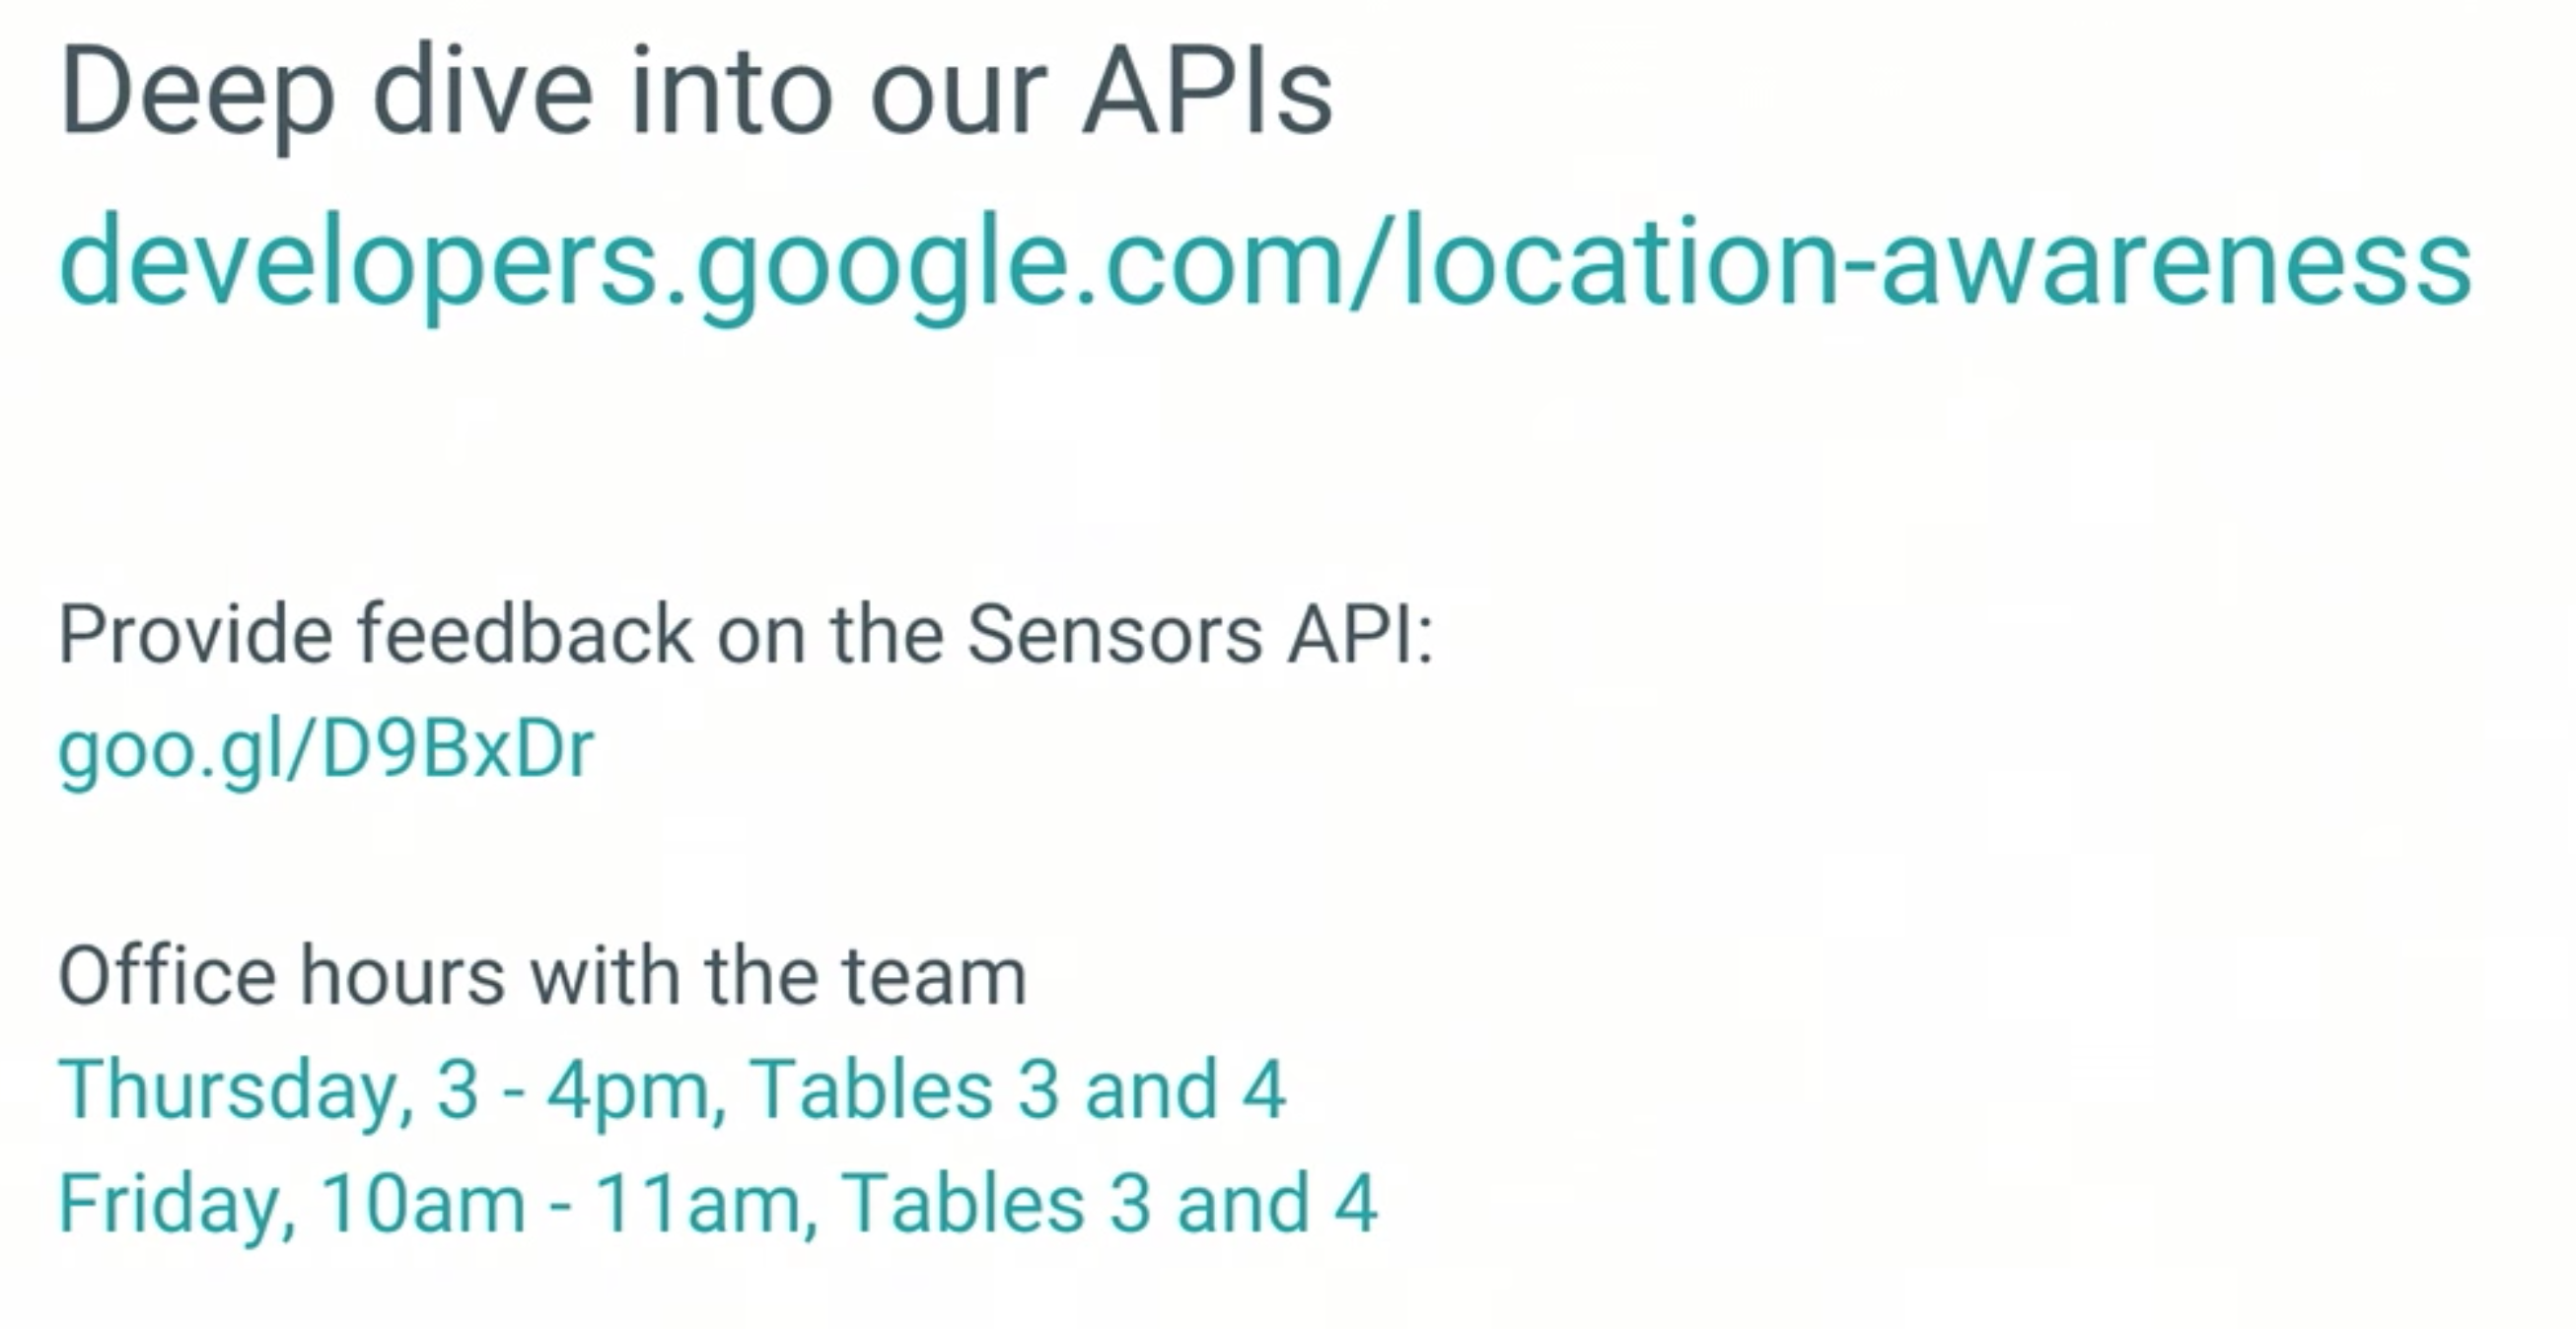 Deep dive into our APIs
developers.google.com/location-awareness
Provide feedback on the Sensors API:
goo.gl/D9BxDr
Office hours with the team
Thursday, 3 - 4pm, Tables 3 and 4
Friday, 10am - 11am, Tables 3 and 4